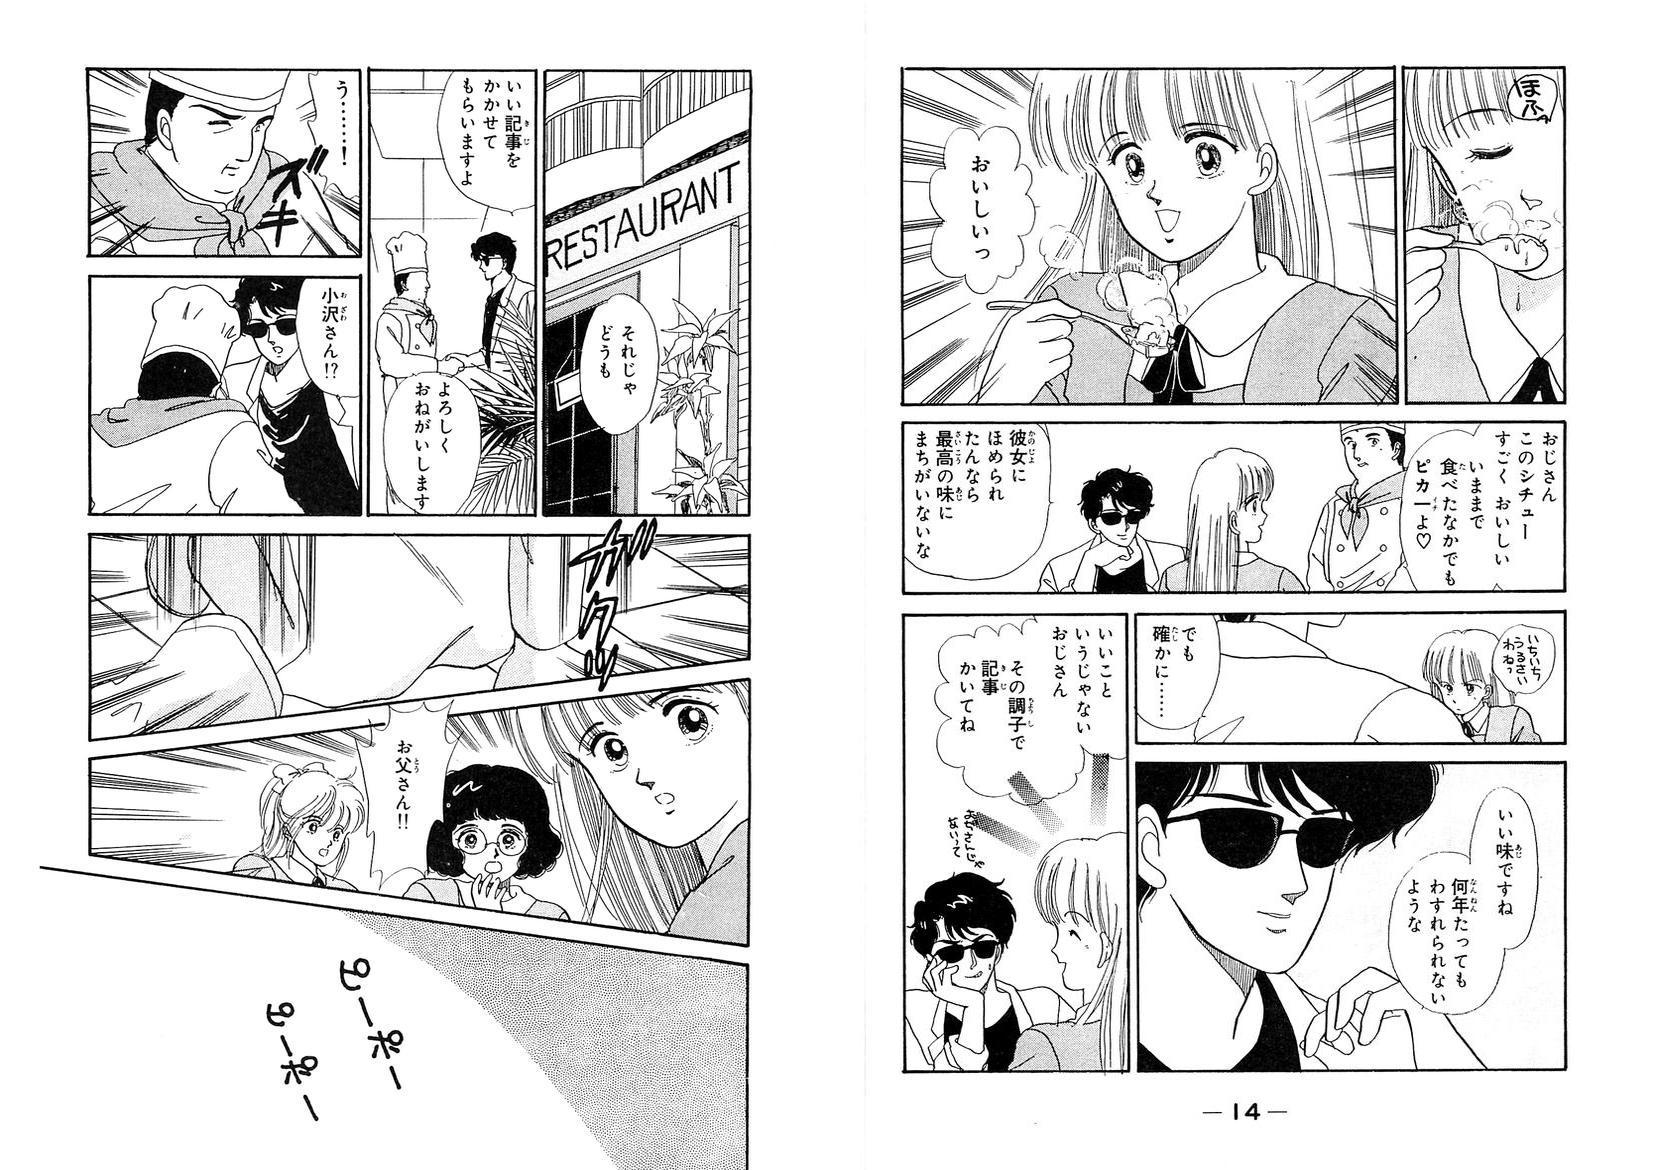 ほふ
おいしいっ
おじさん
このシチュー
すごく おいしい
いままで
食べたなかでも
ピカ一よ♡
彼女に
ほめられ
たんなら
最高の味に
まちがいないな
いちいち
うるさい
わねっ
でも
確かに……
いい味ですね
何年たっても
わすれられない
ような
いいこと
いうじゃない
おじさん
その調子で
記事
かいてね
おじさんじゃ
ないって
— 14 —
RESTAURANT
それじゃ
どうも
いい記事を
かかせて
もらいますよ
よろしく
おねがいします
う………!
ズキ
小沢さん!?
ガタッ
お父さん!!
ピーポー
ピーポー